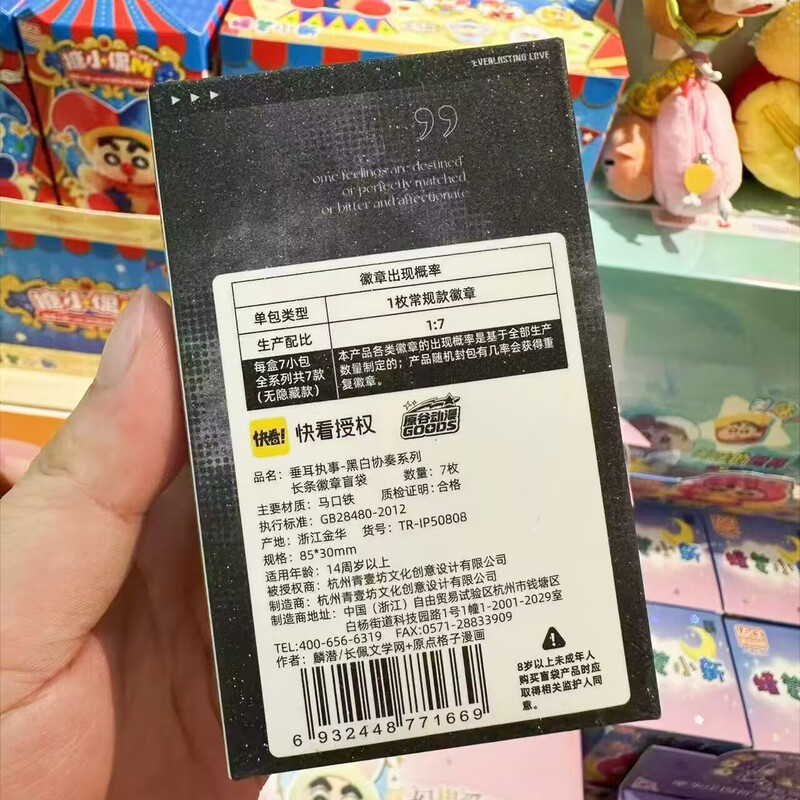 EVERLASTING LOVE
ome feelings are destined
or perfectly matched
or bitter and affectionate
徽章出现概率
单包类型 1枚常规款徽章
生产配比 1:7
每盒7小包
全系列共7款
(无隐藏款)
本产品各类徽章的出现概率是基于全部生产
数量制定的；产品随机封包有几率会获得重
复徽章。
快看! 快看授权 原谷动漫
GOODS
品名：垂耳执事-黑白协奏系列
长条徽章盲袋 数量：7枚
主要材质：马口铁 质检证明：合格
执行标准：GB28480-2012
产地：浙江金华 货号：TR-IP50808
规格：85*30mm
适用年龄：14周岁以上
被授权商：杭州青壹坊文化创意设计有限公司
制造商：杭州青壹坊文化创意设计有限公司
制造商地址：中国（浙江）自由贸易试验区杭州市钱塘区
白杨街道科技园路1号1幢1-2001-2029室
TEL:400-656-6319 FAX:0571-28833909
作者：麟潜/长佩文学网+原点格子漫画
6 932448 771669
8岁以上未成年人
购买盲袋产品时应
取得相关监护人同
意。